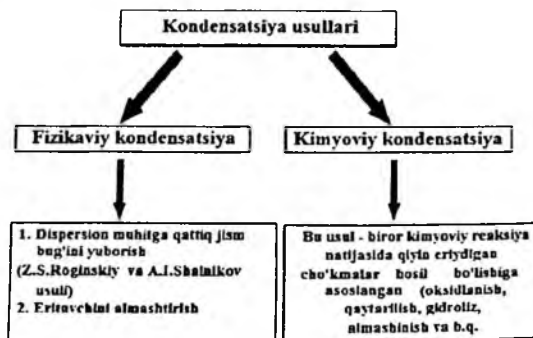 Kondensatsiya usullari
Fizikaviy kondensatsiya
Kimyoviy kondensatsiya
1. Dispersion muhitga qattiq jism
bug'ini yuborish
(Z.S.Roginskiy va A.I.Shalnikov
usuli)
2. Erituvchini almashtirish
Bu usul - biror kimyoviy reaksiya
natijasida qiyin eriydigan
cho'kmalar hosil bo'lishiga
asoslangan (oksidlanish,
qaytarilish, gidroliz,
almashinish va b.q.